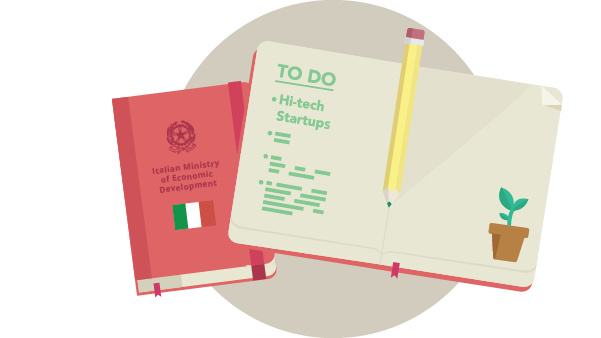 TO DO
• Hi-tech
Startups
Italian Ministry
of Economic
Development